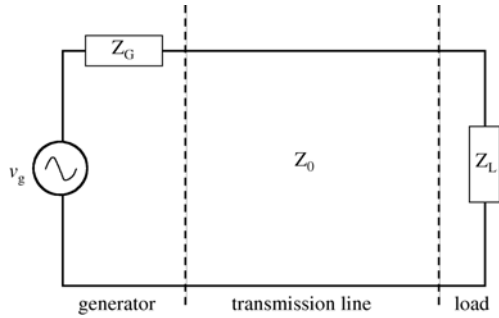 Z_G
v_g
Z_0
Z_L
generator
transmission line
load